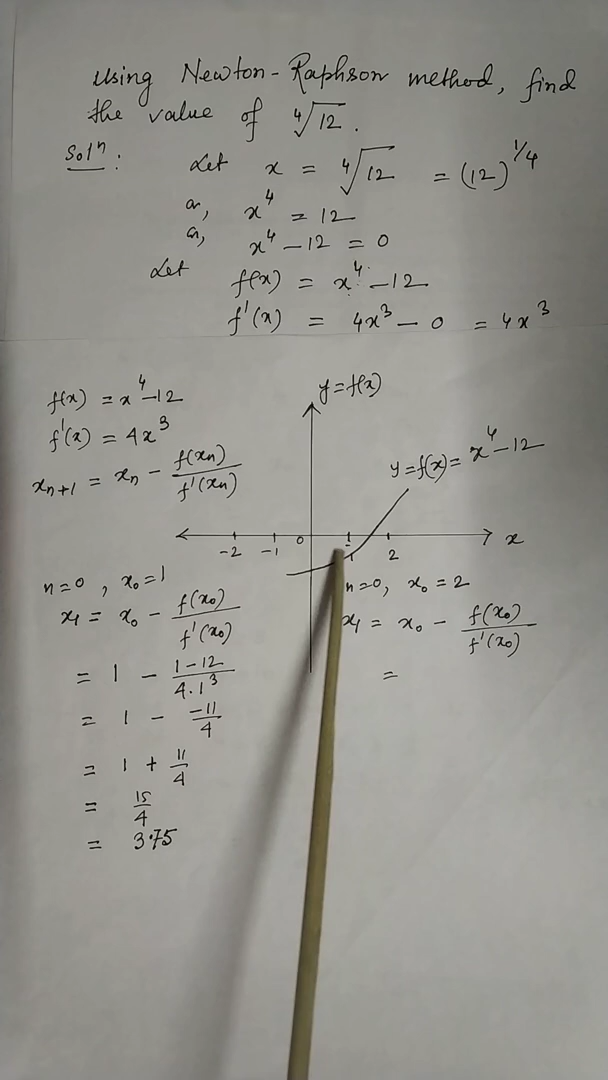 Using Newton-Raphson method, find
the value of ∜12.
Solⁿ: Let x = ∜12 = (12)^1/4
or, x⁴ = 12
or, x⁴ - 12 = 0
Let f(x) = x⁴ - 12
f'(x) = 4x³ - 0 = 4x³
f(x) = x⁴-12
f'(x) = 4x³
xₙ₊₁ = xₙ - f(xₙ)/f'(xₙ)
y=f(x)
y=f(x)= x⁴-12
-2 -1 0 1 2 x
n=0, x₀=1
x₁ = x₀ - f(x₀)/f'(x₀)
= 1 - (1-12)/(4.1³)
= 1 - -11/4
= 1 + 11/4
= 15/4
= 3.75
n=0, x₀ = 2
x₁ = x₀ - f(x₀)/f'(x₀)
=